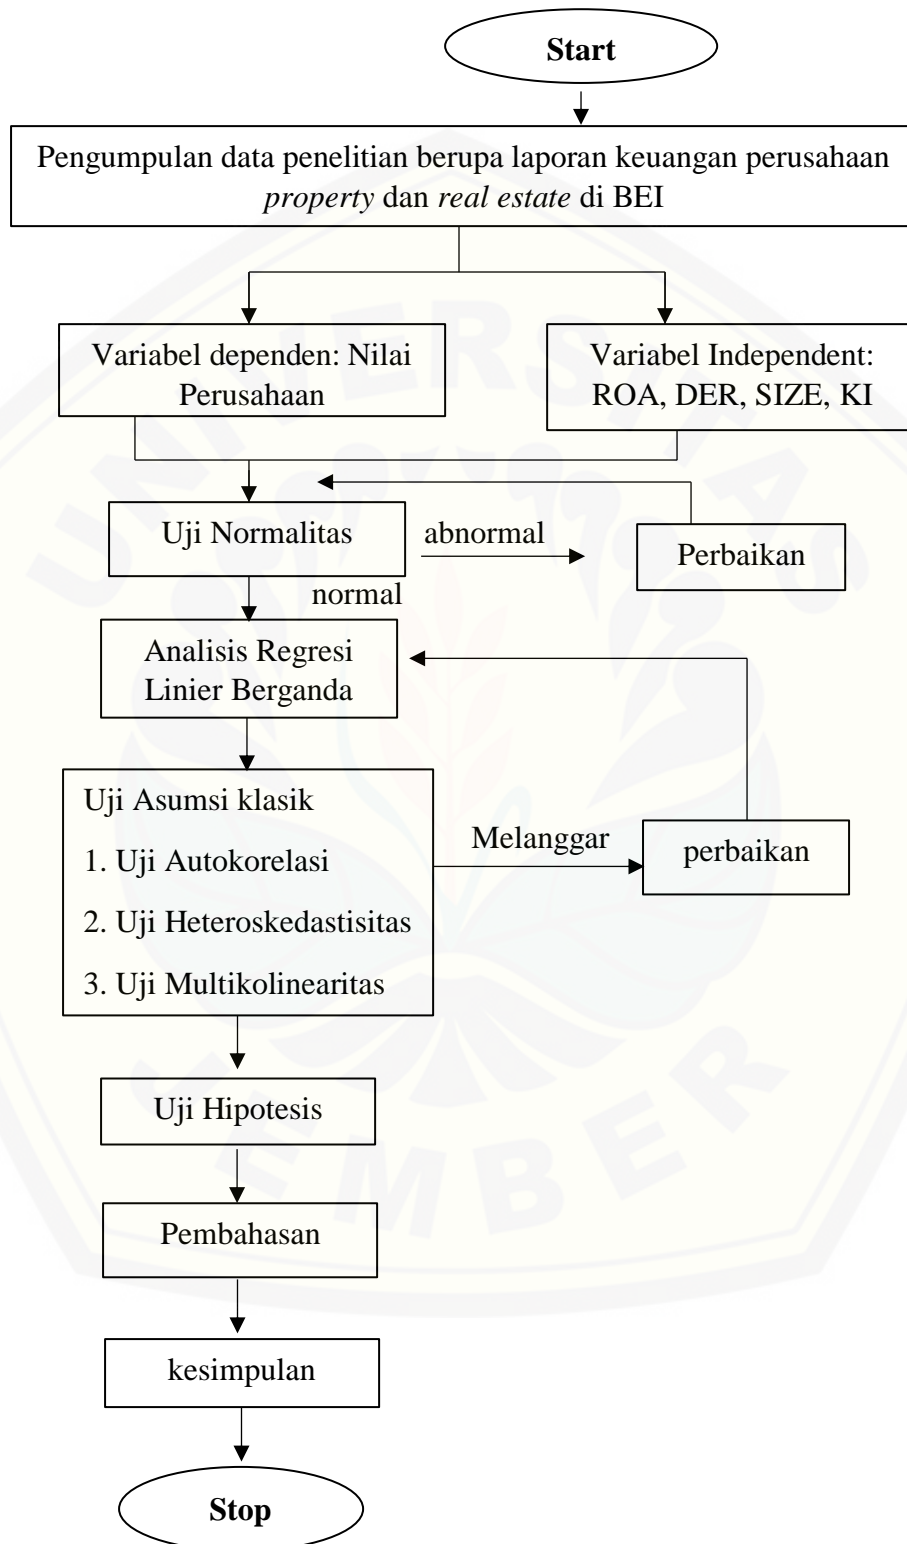 Start
Pengumpulan data penelitian berupa laporan keuangan perusahaan
property dan real estate di BEI
Variabel dependen: Nilai
Perusahaan
Variabel Independent:
ROA, DER, SIZE, KI
Uji Normalitas
abnormal
Perbaikan
normal
Analisis Regresi
Linier Berganda
Uji Asumsi klasik
1. Uji Autokorelasi
2. Uji Heteroskedastisitas
3. Uji Multikolinearitas
Melanggar
perbaikan
Uji Hipotesis
Pembahasan
kesimpulan
Stop
UNIVERSITAS
JEMBER